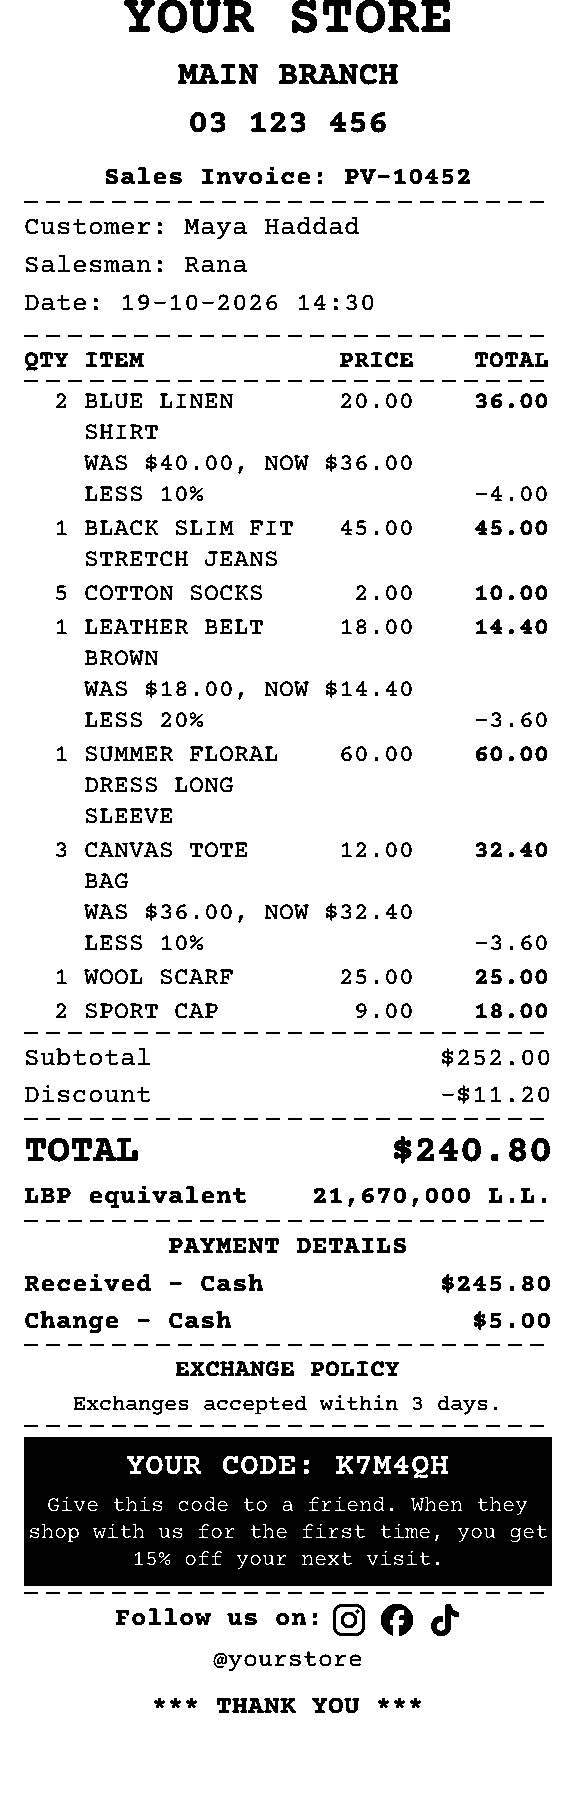 YOUR STORE
MAIN BRANCH
03 123 456
Sales Invoice: PV-10452
Customer: Maya Haddad
Salesman: Rana
Date: 19-10-2026 14:30
QTY ITEM PRICE TOTAL
2 BLUE LINEN 20.00 36.00
SHIRT
WAS $40.00, NOW $36.00
LESS 10% -4.00
1 BLACK SLIM FIT 45.00 45.00
STRETCH JEANS
5 COTTON SOCKS 2.00 10.00
1 LEATHER BELT 18.00 14.40
BROWN
WAS $18.00, NOW $14.40
LESS 20% -3.60
1 SUMMER FLORAL 60.00 60.00
DRESS LONG
SLEEVE
3 CANVAS TOTE 12.00 32.40
BAG
WAS $36.00, NOW $32.40
LESS 10% -3.60
1 WOOL SCARF 25.00 25.00
2 SPORT CAP 9.00 18.00
Subtotal $252.00
Discount -$11.20
TOTAL $240.80
LBP equivalent 21,670,000 L.L.
PAYMENT DETAILS
Received - Cash $245.80
Change - Cash $5.00
EXCHANGE POLICY
Exchanges accepted within 3 days.
YOUR CODE: K7M4QH
Give this code to a friend. When they
shop with us for the first time, you get
15% off your next visit.
Follow us on:
@yourstore
*** THANK YOU ***